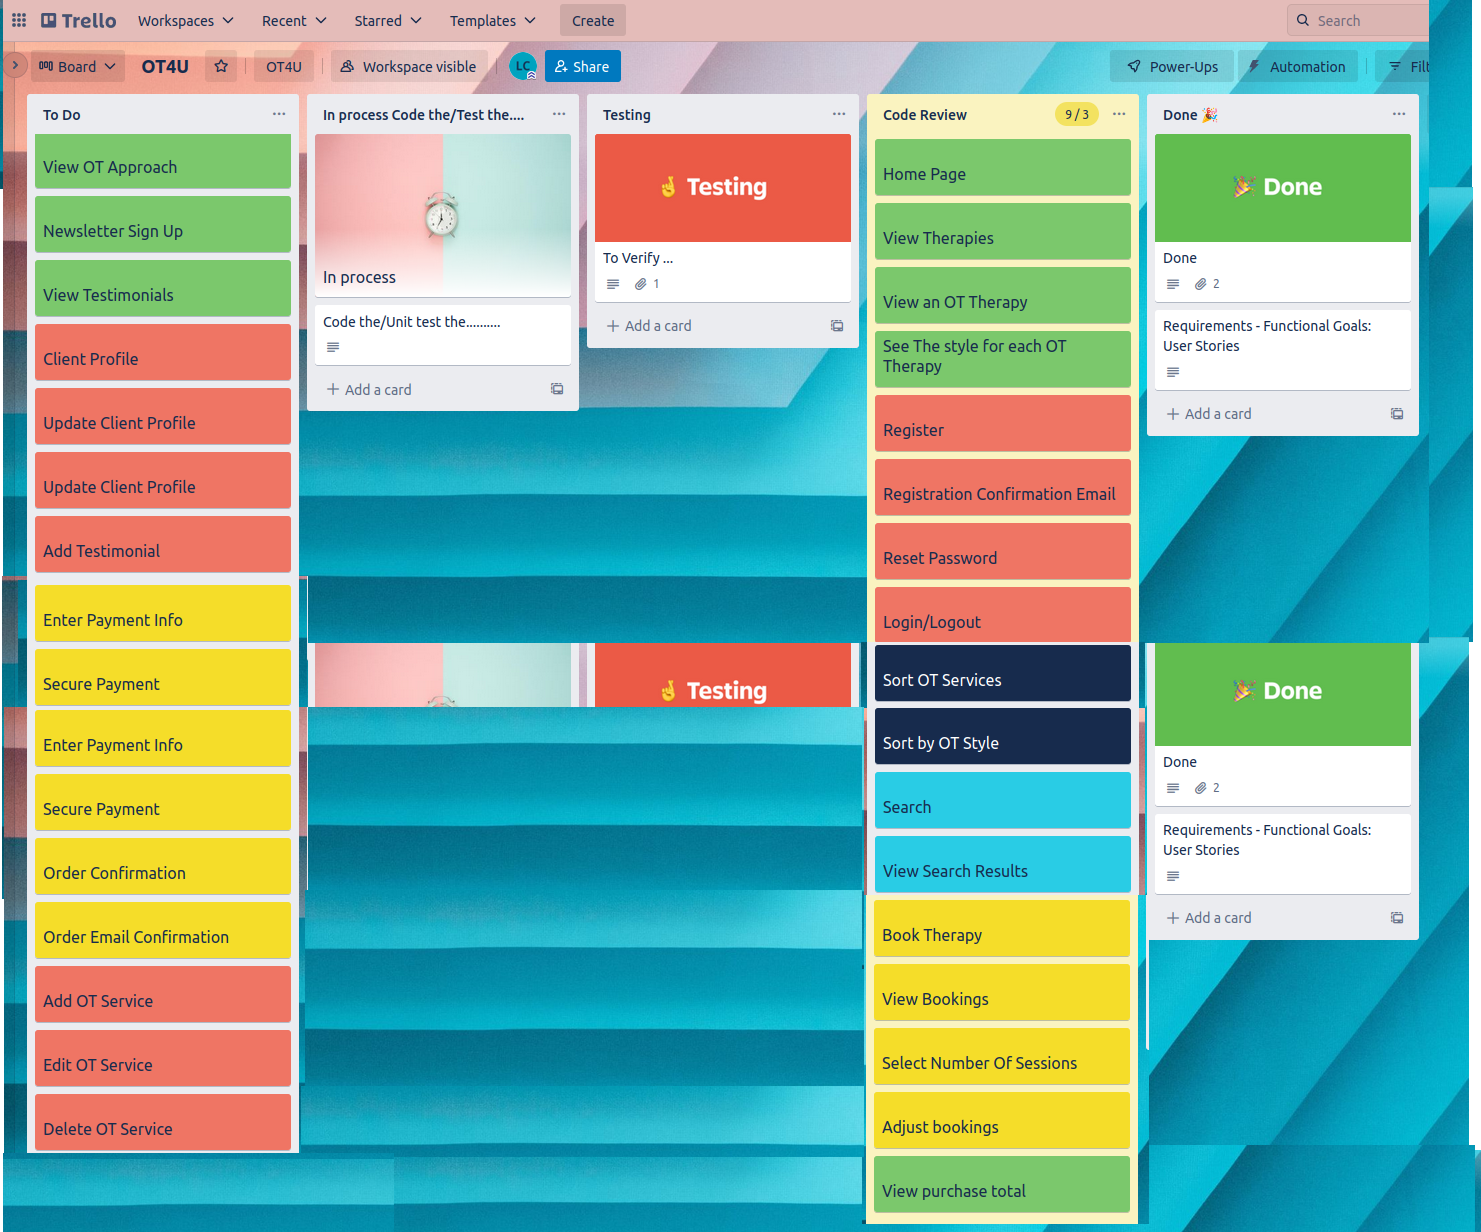 Trello
Workspaces
Recent
Starred
Templates
Create
Search
Board
OT4U
OT4U
Workspace visible
LC
Share
Power-Ups
Automation
To Do
View OT Approach
Newsletter Sign Up
View Testimonials
Client Profile
Update Client Profile
Update Client Profile
Add Testimonial
Enter Payment Info
Secure Payment
Enter Payment Info
Secure Payment
Order Confirmation
Order Email Confirmation
Add OT Service
Edit OT Service
Delete OT Service
In process Code the/Test the....
In process
Code the/Unit test the..........
+ Add a card
Testing
🤞 Testing
To Verify ...
1
+ Add a card
🤞 Testing
Code Review
9 / 3
Home Page
View Therapies
View an OT Therapy
See The style for each OT
Therapy
Register
Registration Confirmation Email
Reset Password
Login/Logout
Sort OT Services
Sort by OT Style
Search
View Search Results
Book Therapy
View Bookings
Select Number Of Sessions
Adjust bookings
View purchase total
Done 🎉
🎉 Done
Done
2
Requirements - Functional Goals:
User Stories
+ Add a card
🎉 Done
Done
2
Requirements - Functional Goals:
User Stories
+ Add a card